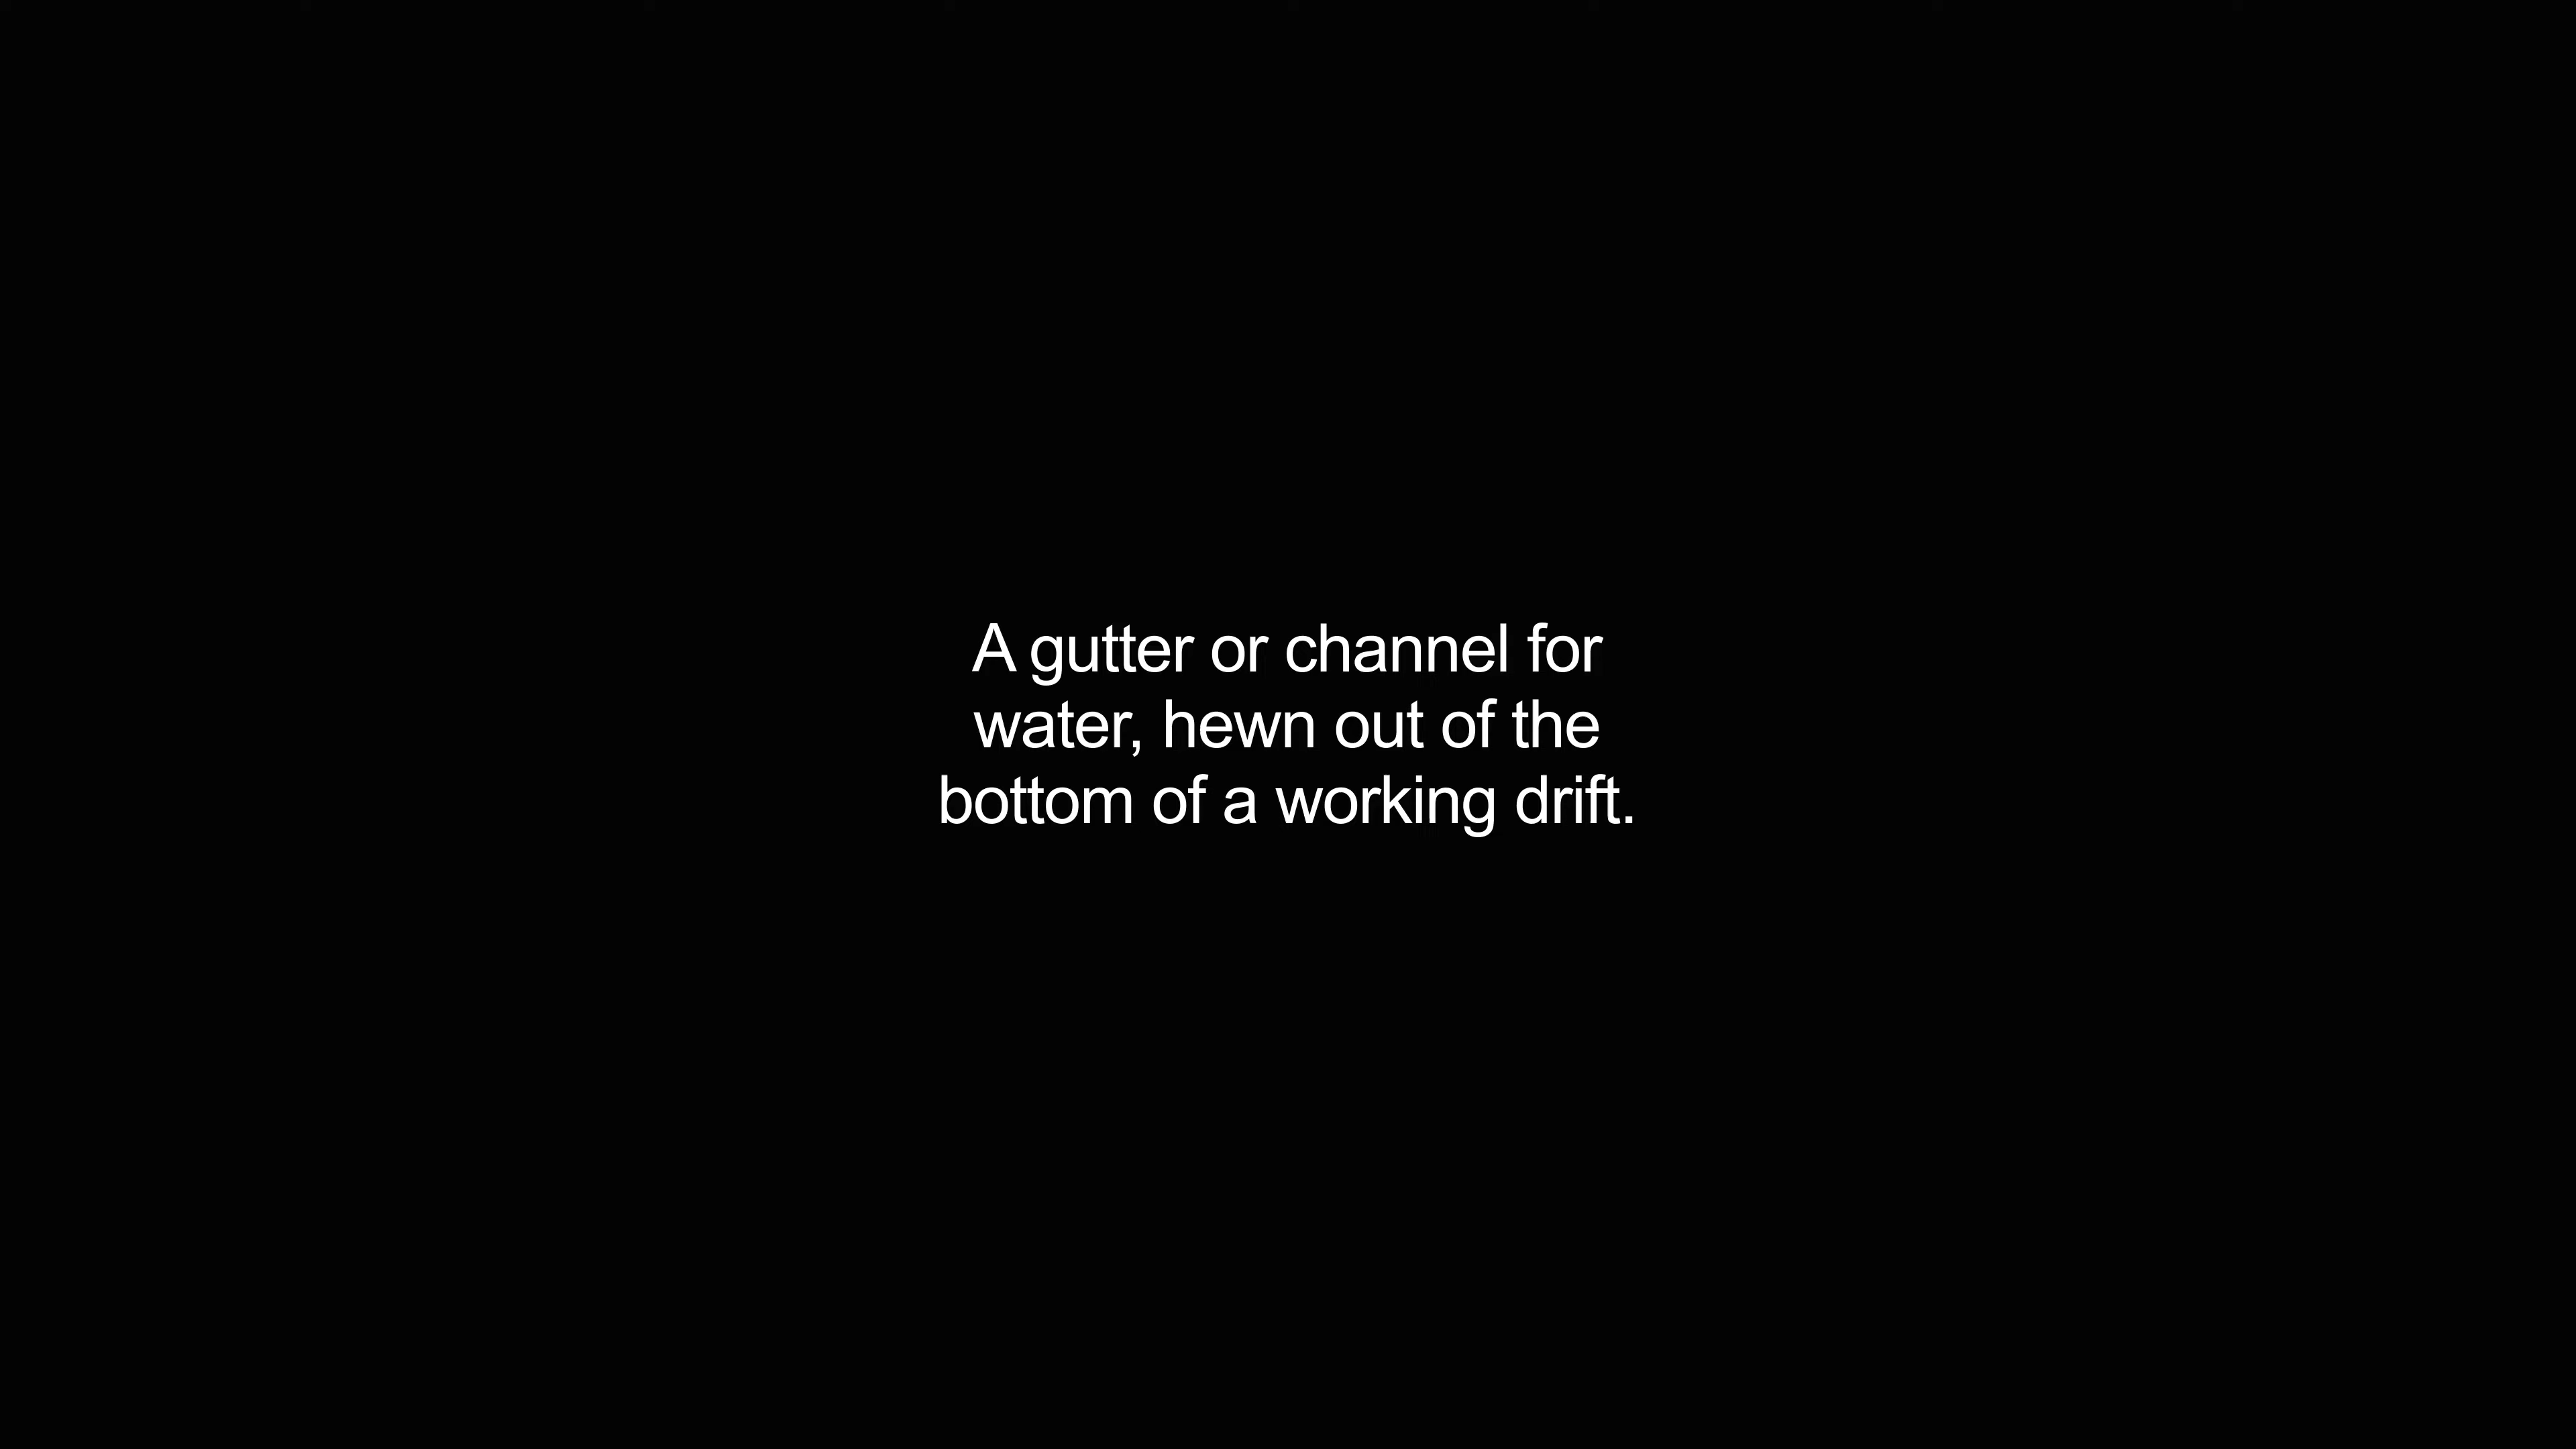 A gutter or channel for
water, hewn out of the
bottom of a working drift.